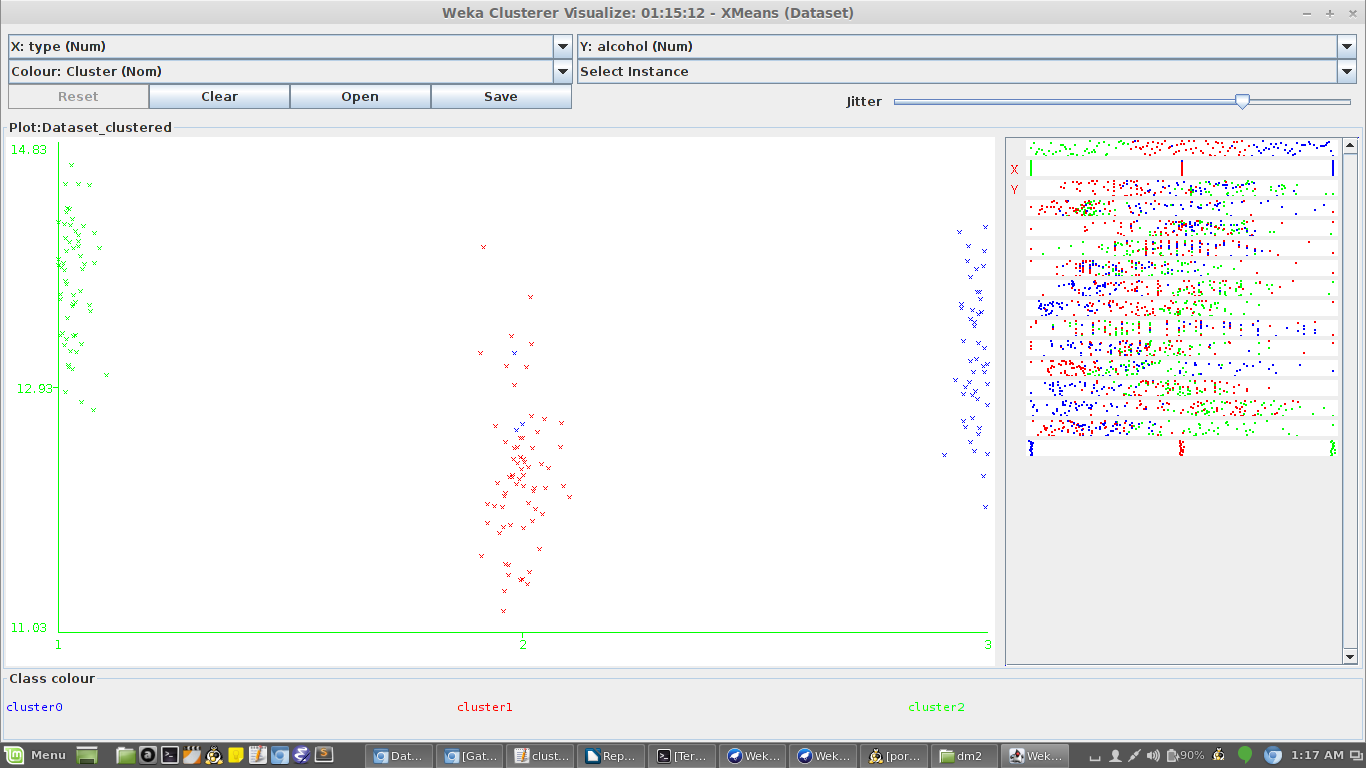 Weka Clusterer Visualize: 01:15:12 - XMeans (Dataset)
X: type (Num) Y: alcohol (Num)
Colour: Cluster (Nom) Select Instance
Reset Clear Open Save Jitter
Plot:Dataset_clustered
14.83
X
Y
12.93
11.03
1 2 3
Class colour
cluster0 cluster1 cluster2
Menu Dat... [Gat... clust... Rep... [Ter... Wek... Wek... [por... dm2 Wek... 90% 1:17 AM